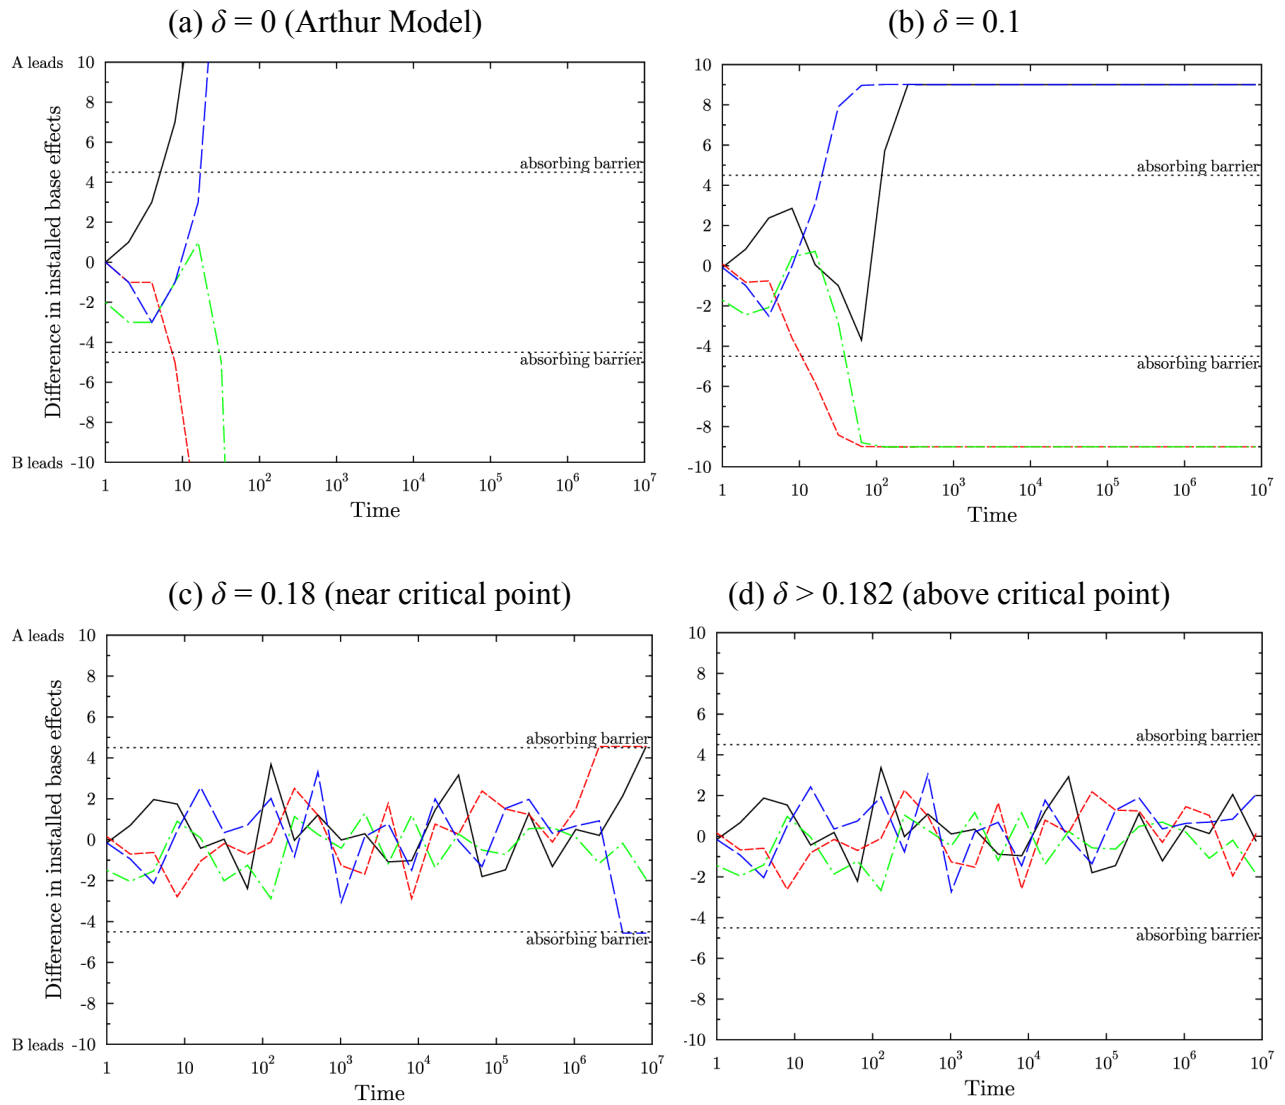 (a) δ = 0 (Arthur Model)
(b) δ = 0.1
A leads
10
8
6
4
2
0
-2
-4
-6
-8
-10
B leads
Difference in installed base effects
absorbing barrier
absorbing barrier
1 10 10² 10³ 10⁴ 10⁵ 10⁶ 10⁷
Time
10
8
6
4
2
0
-2
-4
-6
-8
-10
absorbing barrier
absorbing barrier
1 10 10² 10³ 10⁴ 10⁵ 10⁶ 10⁷
Time
(c) δ = 0.18 (near critical point)
(d) δ > 0.182 (above critical point)
A leads
10
8
6
4
2
0
-2
-4
-6
-8
-10
B leads
Difference in installed base effects
absorbing barrier
absorbing barrier
1 10 10² 10³ 10⁴ 10⁵ 10⁶ 10⁷
Time
10
8
6
4
2
0
-2
-4
-6
-8
-10
absorbing barrier
absorbing barrier
1 10 10² 10³ 10⁴ 10⁵ 10⁶ 10⁷
Time